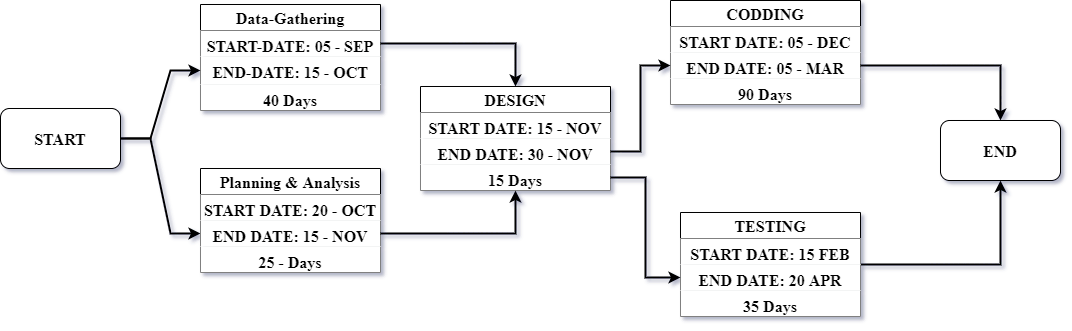 START
Data-Gathering
START-DATE: 05 - SEP
END-DATE: 15 - OCT
40 Days
Planning & Analysis
START DATE: 20 - OCT
END DATE: 15 - NOV
25 - Days
DESIGN
START DATE: 15 - NOV
END DATE: 30 - NOV
15 Days
CODDING
START DATE: 05 - DEC
END DATE: 05 - MAR
90 Days
TESTING
START DATE: 15 FEB
END DATE: 20 APR
35 Days
END